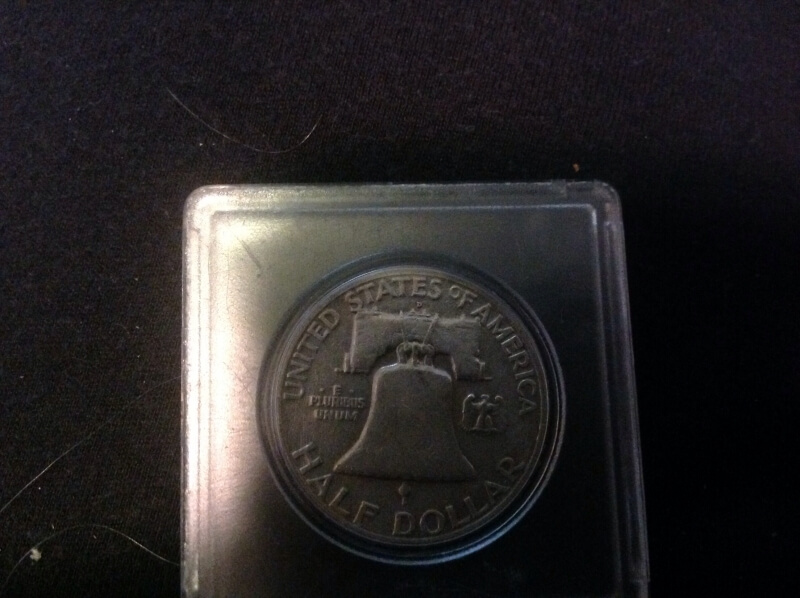 UNITED STATES OF AMERICA
D
E
PLURIBUS
UNUM
HALF DOLLAR